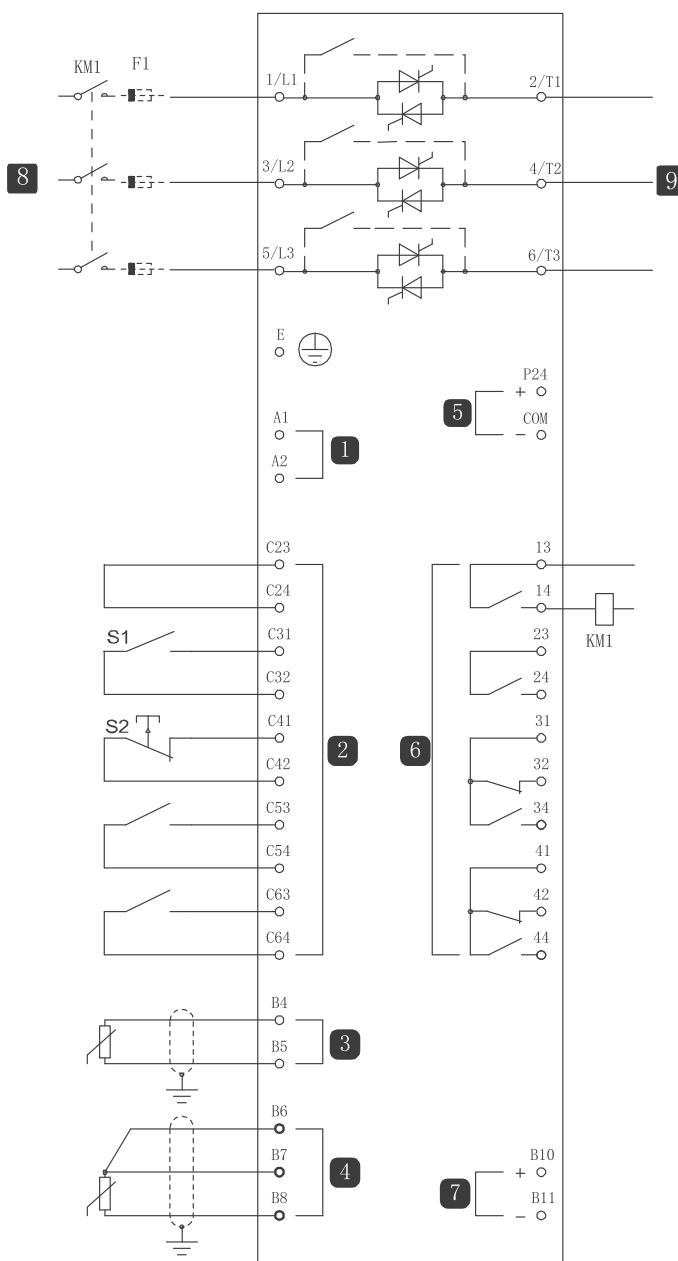 KM1 F1
1/L1 2/T1
8 3/L2 4/T2 9
5/L3 6/T3
E
P24
+
5 COM
-
A1
1
A2
C23 13
C24 14
KM1
S1 C31 23
C32 24
S2 C41 31
2 6
C42 32
C53 34
C54 41
C63 42
C64 44
B4
3
B5
B6
B7 B10
4 +
7
B8 B11
-